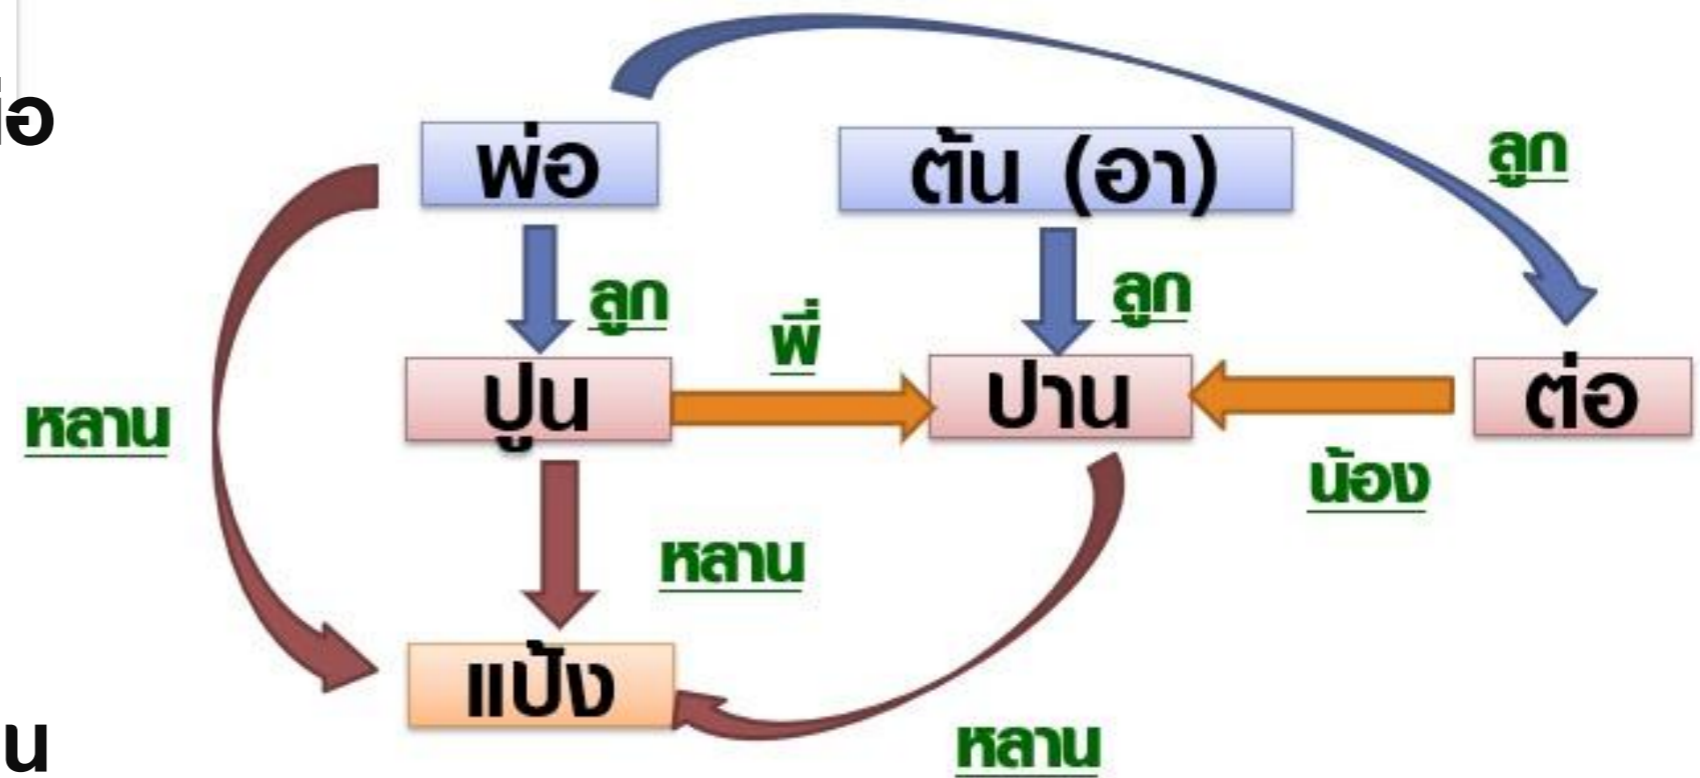 พ่อ
ต้น (อา)
ลูก
ลูก
ลูก
พี่
ปูน
ปาน
ต่อ
หลาน
น้อง
หลาน
แป้ง
หลาน
น